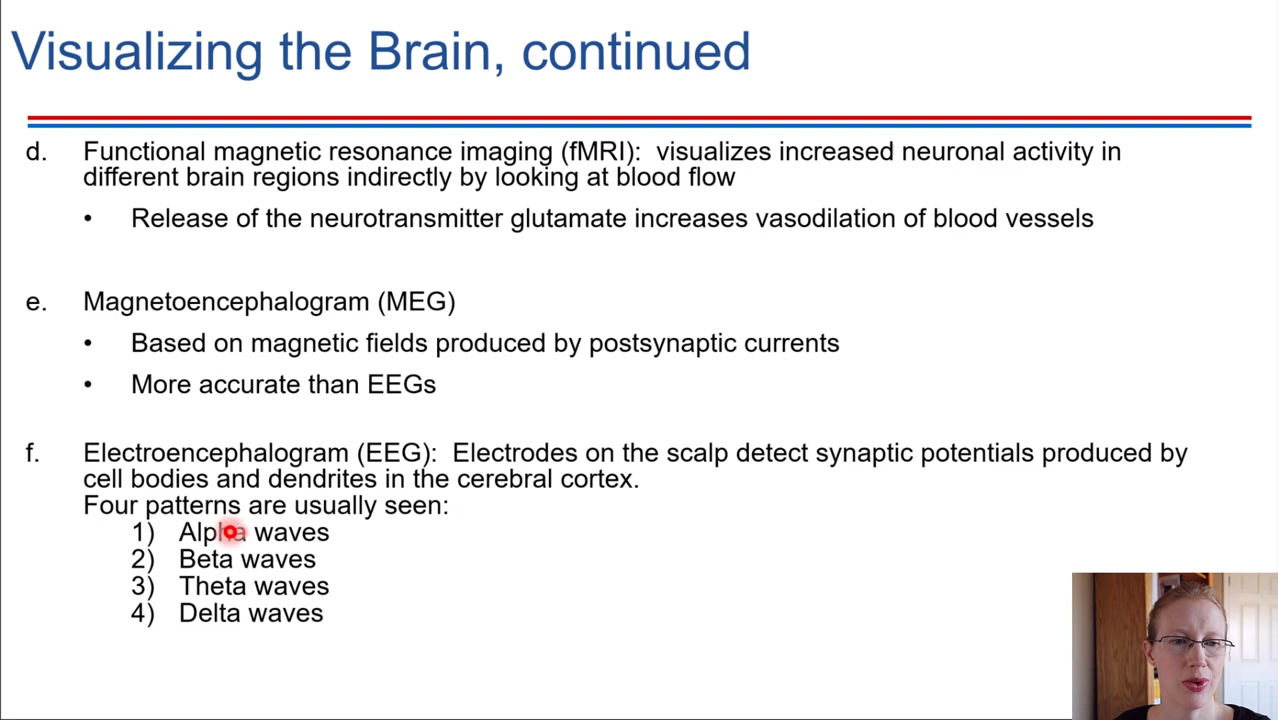 Visualizing the Brain, continued
d. Functional magnetic resonance imaging (fMRI): visualizes increased neuronal activity in
different brain regions indirectly by looking at blood flow
• Release of the neurotransmitter glutamate increases vasodilation of blood vessels
e. Magnetoencephalogram (MEG)
• Based on magnetic fields produced by postsynaptic currents
• More accurate than EEGs
f. Electroencephalogram (EEG): Electrodes on the scalp detect synaptic potentials produced by
cell bodies and dendrites in the cerebral cortex.
Four patterns are usually seen:
1) Alpha waves
2) Beta waves
3) Theta waves
4) Delta waves